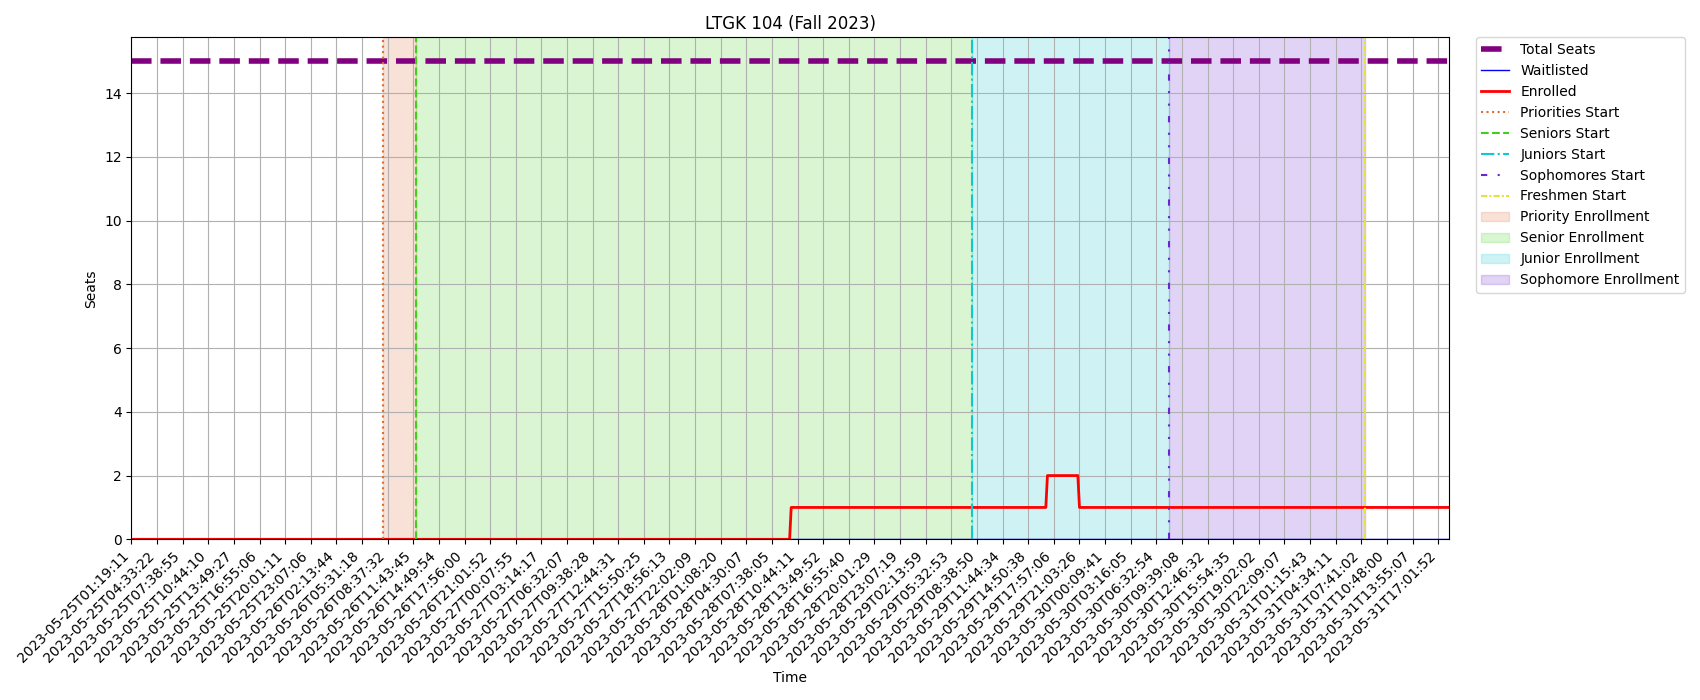 LTGK 104 (Fall 2023)
Total Seats
Waitlisted
Enrolled
Priorities Start
Seniors Start
Juniors Start
Sophomores Start
Freshmen Start
Priority Enrollment
Senior Enrollment
Junior Enrollment
Sophomore Enrollment
Seats
14
12
10
8
6
4
2
0
2023-05-25T01:19:11
2023-05-25T04:33:22
2023-05-25T07:38:55
2023-05-25T10:44:10
2023-05-25T13:49:27
2023-05-25T16:55:06
2023-05-25T20:01:11
2023-05-25T23:07:06
2023-05-26T02:13:44
2023-05-26T05:31:18
2023-05-26T08:37:32
2023-05-26T11:43:45
2023-05-26T14:49:54
2023-05-26T17:56:00
2023-05-26T21:01:52
2023-05-27T00:07:55
2023-05-27T03:14:17
2023-05-27T06:32:07
2023-05-27T09:38:28
2023-05-27T12:44:31
2023-05-27T15:50:25
2023-05-27T18:56:13
2023-05-27T22:02:09
2023-05-28T01:08:20
2023-05-28T04:30:07
2023-05-28T07:38:05
2023-05-28T10:44:11
2023-05-28T13:49:52
2023-05-28T16:55:40
2023-05-28T20:01:29
2023-05-28T23:07:19
2023-05-29T02:13:59
2023-05-29T05:32:53
2023-05-29T08:38:50
2023-05-29T11:44:34
2023-05-29T14:50:38
2023-05-29T17:57:06
2023-05-29T21:03:26
2023-05-30T00:09:41
2023-05-30T03:16:05
2023-05-30T06:32:54
2023-05-30T09:39:08
2023-05-30T12:46:32
2023-05-30T15:54:35
2023-05-30T19:02:02
2023-05-30T22:09:07
2023-05-31T01:15:43
2023-05-31T04:34:11
2023-05-31T07:41:02
2023-05-31T10:48:00
2023-05-31T13:55:07
2023-05-31T17:01:52
Time